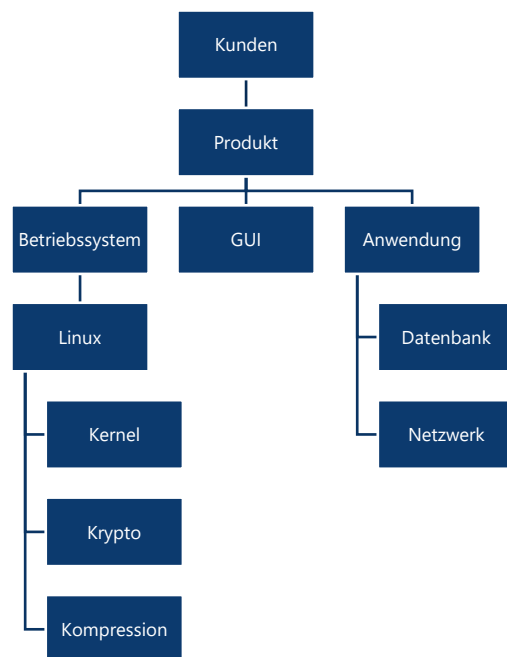 Kunden
Produkt
Betriebssystem
GUI
Anwendung
Linux
Datenbank
Kernel
Netzwerk
Krypto
Kompression